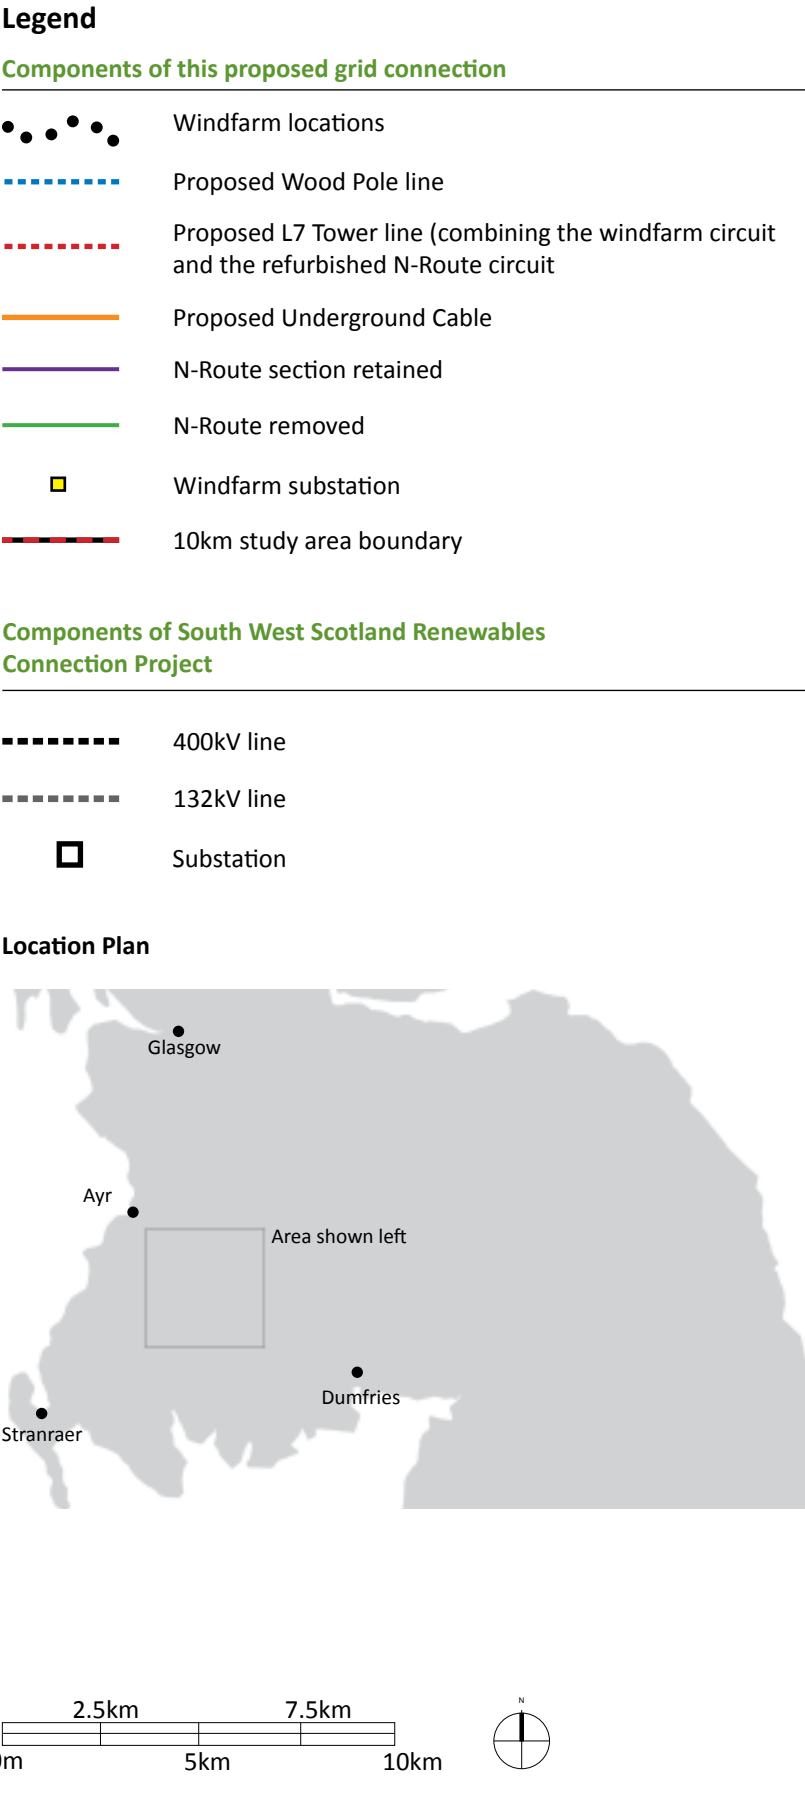 Legend
Components of this proposed grid connection
Windfarm locations
Proposed Wood Pole line
Proposed L7 Tower line (combining the windfarm circuit
and the refurbished N-Route circuit
Proposed Underground Cable
N-Route section retained
N-Route removed
Windfarm substation
10km study area boundary
Components of South West Scotland Renewables
Connection Project
400kV line
132kV line
Substation
Location Plan
Glasgow
Ayr
Area shown left
Dumfries
Stranraer
N
2.5km 7.5km
0m 5km 10km